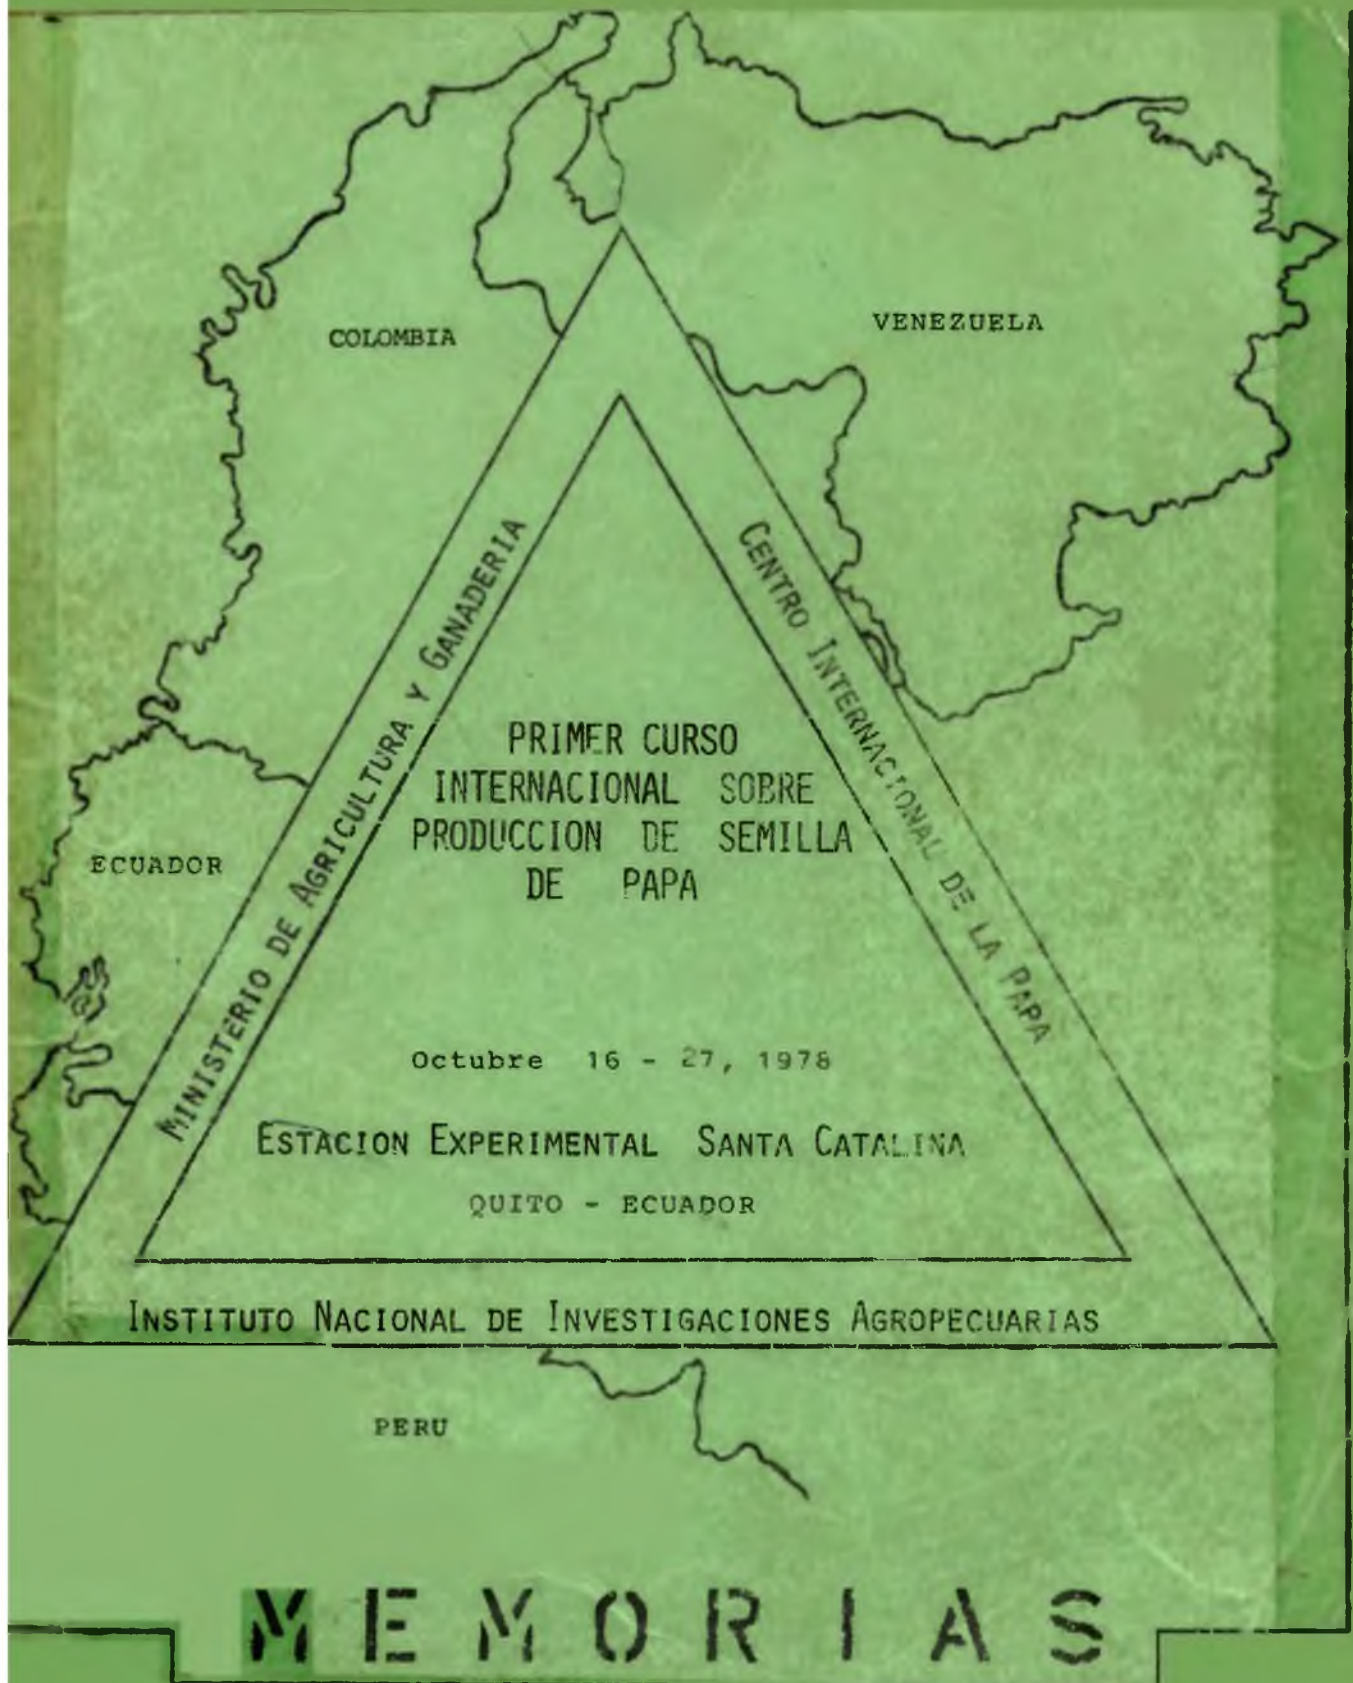 COLOMBIA
VENEZUELA
MINISTERIO DE AGRICULTURA Y GANADERIA
CENTRO INTERNACIONAL DE LA PAPA
PRIMER CURSO
INTERNACIONAL SOBRE
PRODUCCION DE SEMILLA
DE PAPA
ECUADOR
Octubre 16 - 27, 1978
ESTACION EXPERIMENTAL SANTA CATALINA
QUITO - ECUADOR
INSTITUTO NACIONAL DE INVESTIGACIONES AGROPECUARIAS
PERU
MEMORIAS